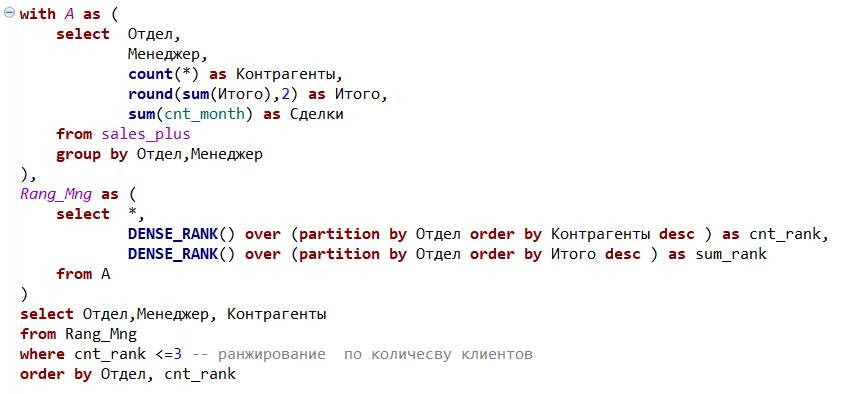 with A as (
select Отдел,
Менеджер,
count(*) as Контрагенты,
round(sum(Итого),2) as Итого,
sum(cnt_month) as Сделки
from sales_plus
group by Отдел,Менеджер
),
Rang_Mng as (
select *,
DENSE_RANK() over (partition by Отдел order by Контрагенты desc ) as cnt_rank,
DENSE_RANK() over (partition by Отдел order by Итого desc ) as sum_rank
from A
)
select Отдел,Менеджер, Контрагенты
from Rang_Mng
where cnt_rank <=3 -- ранжирование по количесву клиентов
order by Отдел, cnt_rank